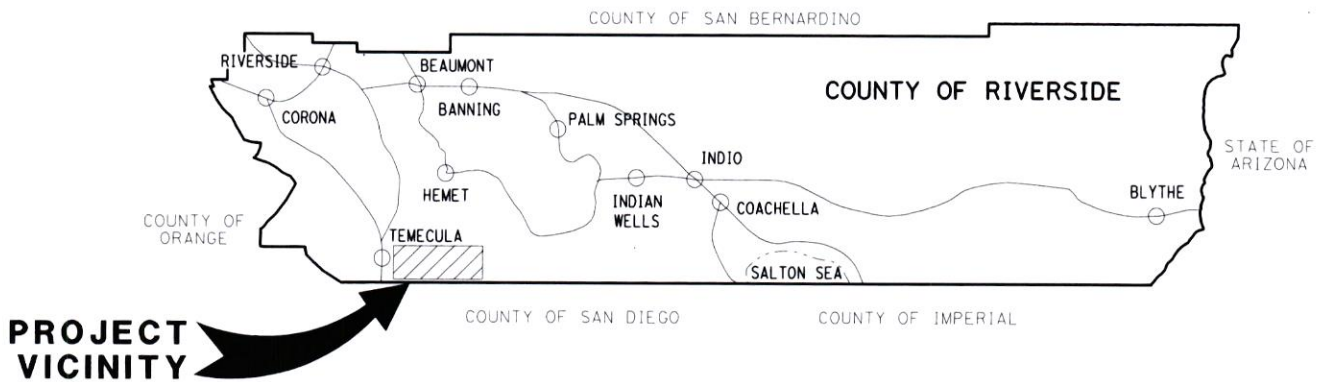 COUNTY OF SAN BERNARDINO
RIVERSIDE
BEAUMONT
COUNTY OF RIVERSIDE
BANNING
CORONA
PALM SPRINGS
STATE OF
ARIZONA
INDIO
HEMET
BLYTHE
INDIAN
WELLS
COACHELLA
COUNTY OF
ORANGE
TEMECULA
SALTON SEA
COUNTY OF SAN DIEGO
COUNTY OF IMPERIAL
PROJECT
VICINITY